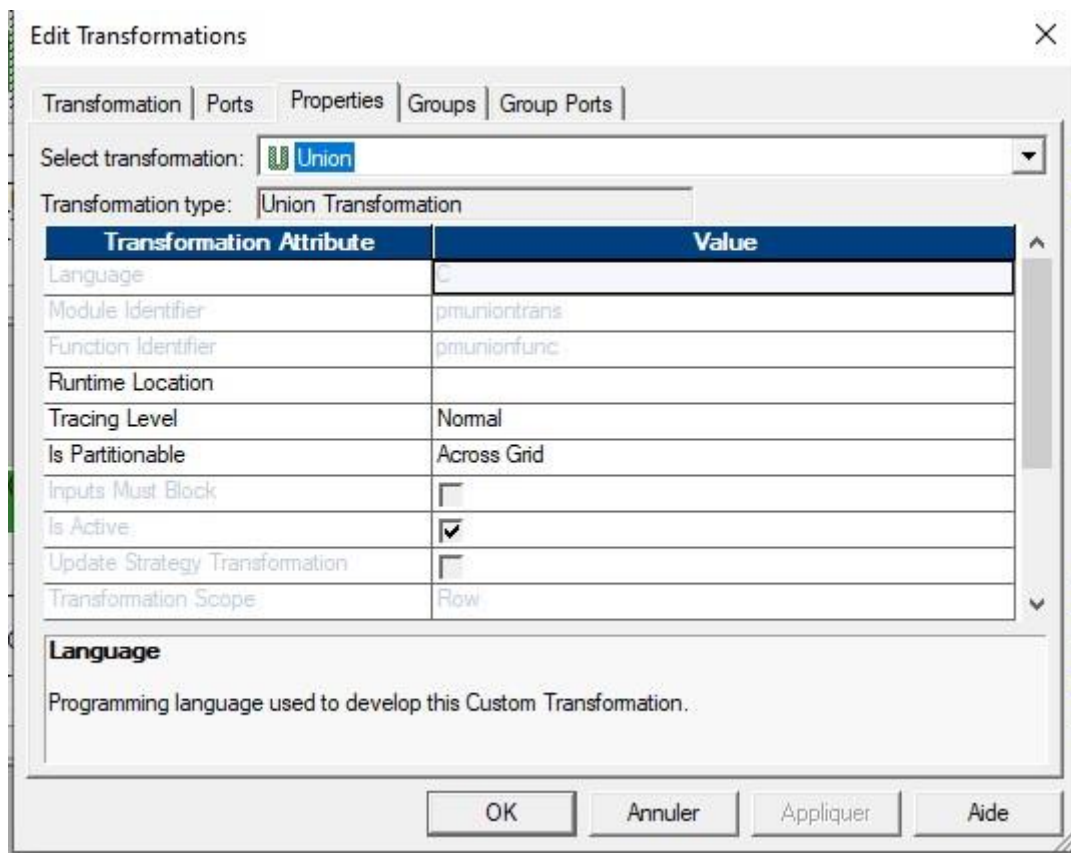 Edit Transformations
Transformation Ports Properties Groups Group Ports
Select transformation: Union
Transformation type: Union Transformation
Transformation Attribute Value
Language C
Module Identifier pmuniontrans
Function Identifier pmunionfunc
Runtime Location
Tracing Level Normal
Is Partitionable Across Grid
Inputs Must Block
Is Active
Update Strategy Transformation
Transformation Scope Row
Language
Programming language used to develop this Custom Transformation.
OK Annuler Appliquer Aide